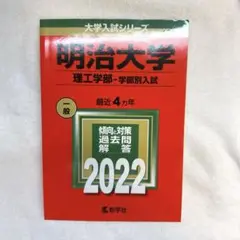 大学入試シリーズ
明治大学
理工学部-学部別入試
一般
最近4カ年
傾向と対策
過去問
解答
2022
教学社